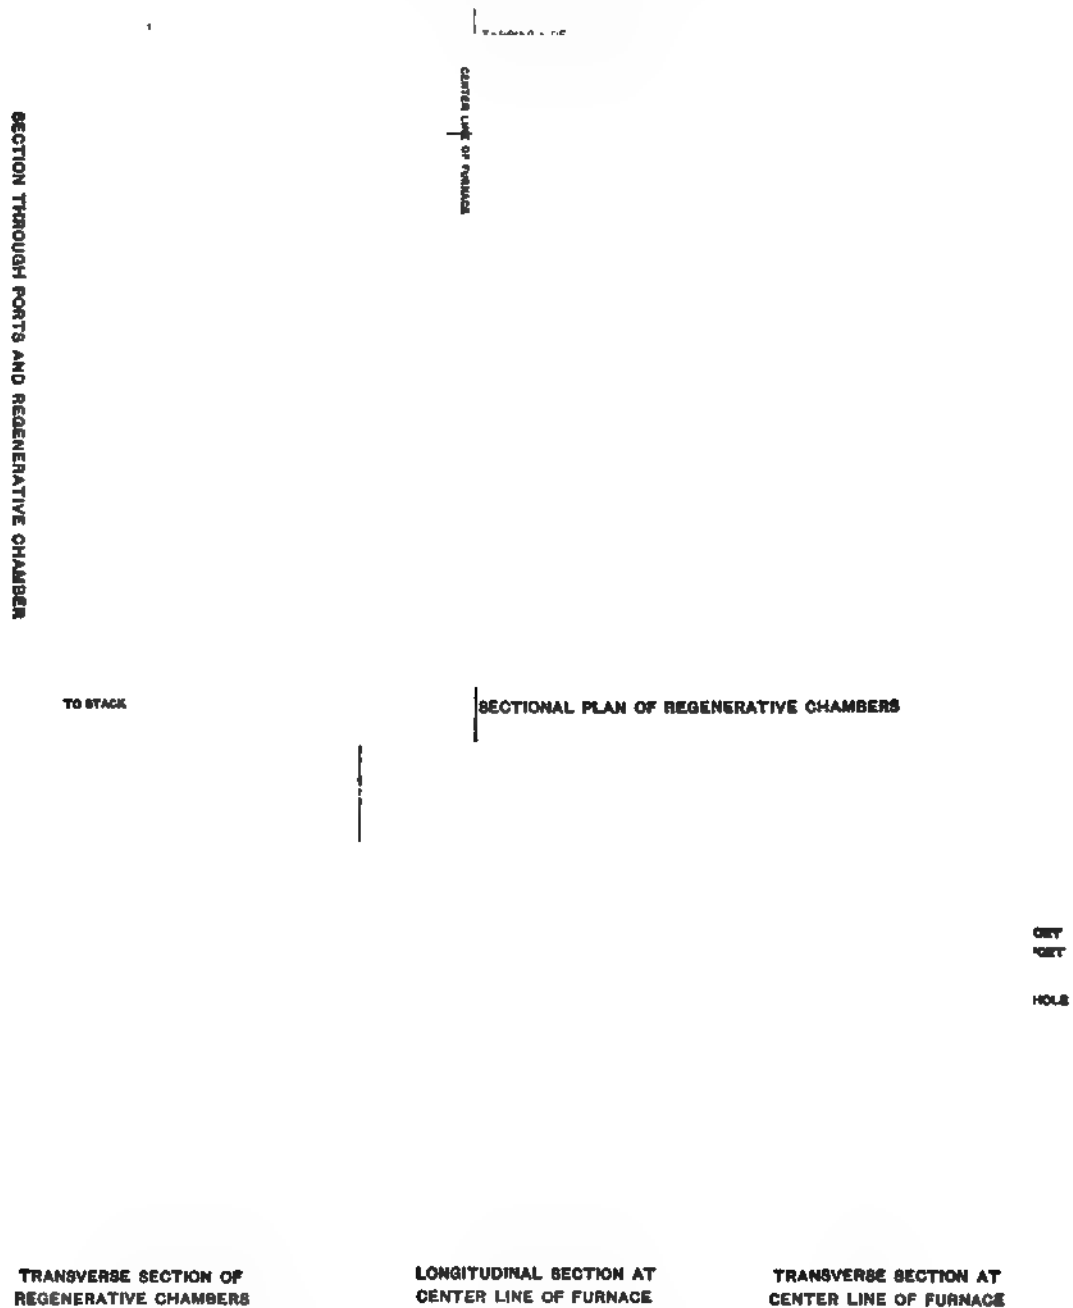 CENTER LINE OF FURNACE
SECTION THROUGH PORTS AND REGENERATIVE CHAMBER
TO STACK
SECTIONAL PLAN OF REGENERATIVE CHAMBERS
HOLE
TRANSVERSE SECTION OF
REGENERATIVE CHAMBERS
LONGITUDINAL SECTION AT
CENTER LINE OF FURNACE
TRANSVERSE SECTION AT
CENTER LINE OF FURNACE